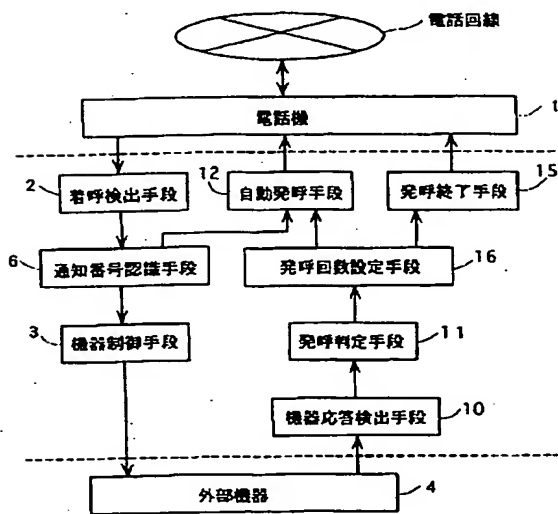 電話回線
電話機
1
2
着呼検出手段
12
自動発呼手段
発呼終了手段
15
6
通知番号認識手段
発呼回数設定手段
16
3
機器制御手段
発呼判定手段
11
機器応答検出手段
10
外部機器
4